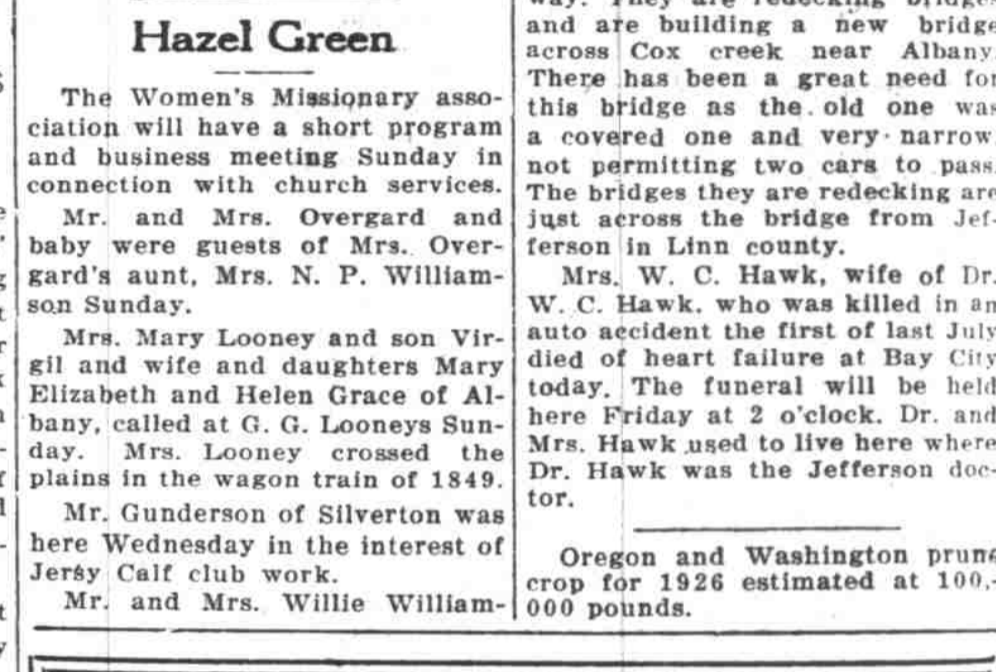 Hazel Green
The Women's Missionary asso-
ciation will have a short program
and business meeting Sunday in
connection with church services.
Mr. and Mrs. Overgard and
baby were guests of Mrs. Over-
gard's aunt, Mrs. N. P. William-
son Sunday.
Mrs. Mary Looney and son Vir-
gil and wife and daughters Mary
Elizabeth and Helen Grace of Al-
bany, called at G. G. Looneys Sun-
day. Mrs. Looney crossed the
plains in the wagon train of 1849.
Mr. Gunderson of Silverton was
here Wednesday in the interest of
Jersy Calf club work.
Mr. and Mrs. Willie William-
way. They are redecking bridges
and are building a new bridge
across Cox creek near Albany.
There has been a great need for
this bridge as the old one was
a covered one and very narrow
not permitting two cars to pass.
The bridges they are redecking are
just across the bridge from Jef-
ferson in Linn county.
Mrs. W. C. Hawk, wife of Dr.
W. C. Hawk, who was killed in an
auto accident the first of last July
died of heart failure at Bay City
today. The funeral will be held
here Friday at 2 o'clock. Dr. and
Mrs. Hawk used to live here where
Dr. Hawk was the Jefferson doc-
tor.
Oregon and Washington prune
crop for 1926 estimated at 100,-
000 pounds.